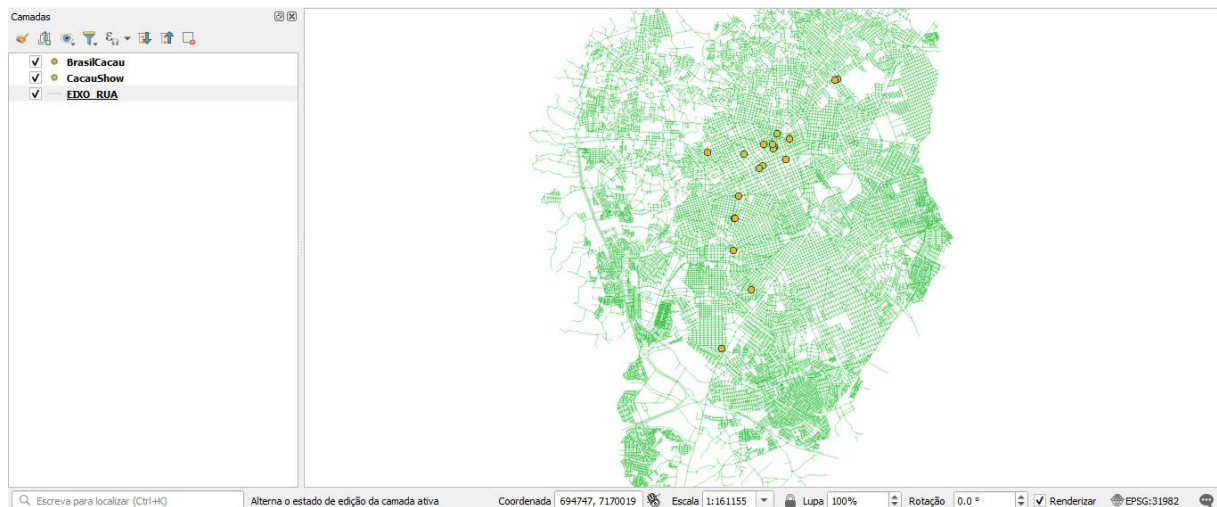 Camadas
BrasilCacau
CacauShow
EIXO_RUA
Escreva para localizar (Ctrl+K) Alterna o estado de edição da camada ativa Coordenada 694747, 7170019 Escala 1:161155 Lupa 100% Rotação 0.0 ° Renderizar EPSG:31982